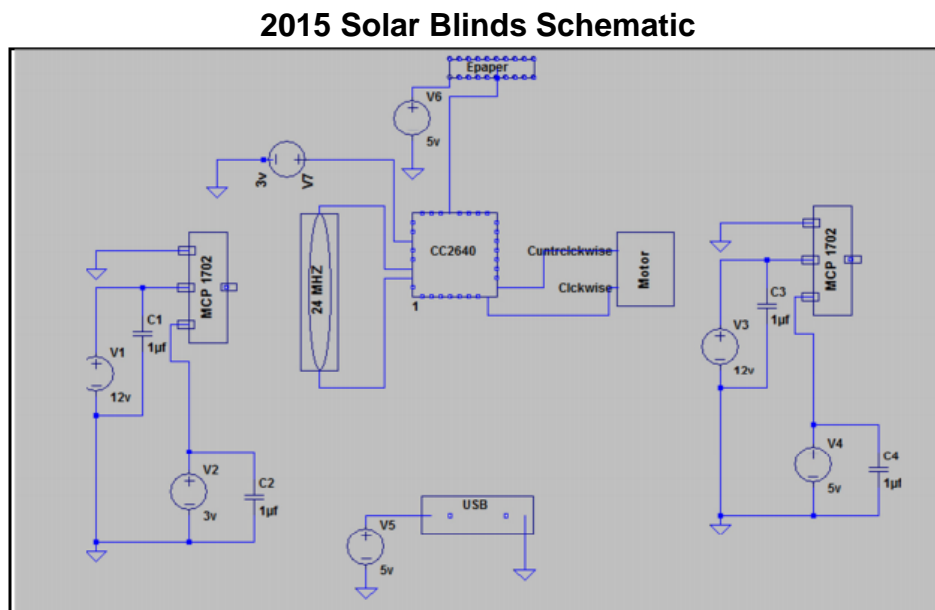 2015 Solar Blinds Schematic
Epaper
V6
5v
3v
V7
24 MHZ
CC2640
1
Cuntrclckwise
Clckwise
Motor
MCP 1702
C1
1µf
V1
12v
V2
3v
C2
1µf
V5
5v
USB
MCP 1702
C3
1µf
V3
12v
V4
5v
C4
1µf